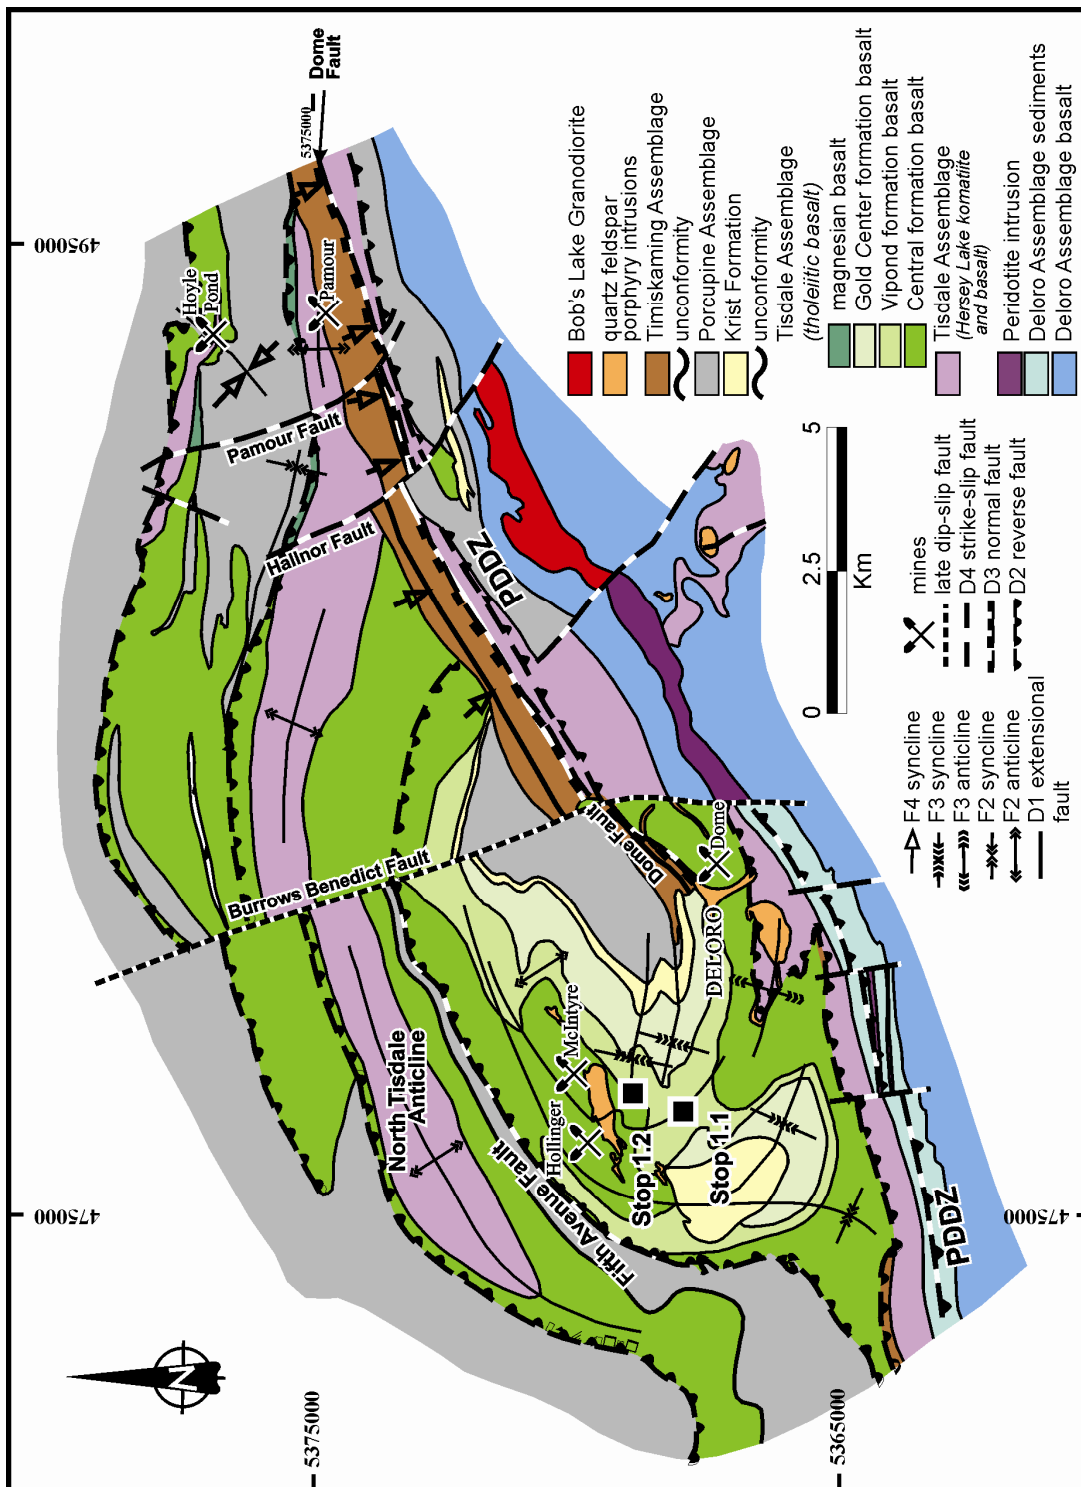 495000
475000
475000
5375000
5365000
5375000
Dome
Fault
Hoyle
Pond
Pamour
Pamour Fault
Hallnor Fault
PDDZ
Burrows Benedict Fault
Dome Fault
Dome
DELORO
North Tisdale
Anticline
McIntyre
Hollinger
Fifth Avenue Fault
Stop 1.2
Stop 1.1
PDDZ
N
0
2.5
5
Km
F4 syncline
F3 syncline
F3 anticline
F2 syncline
F2 anticline
D1 extensional
fault
mines
late dip-slip fault
D4 strike-slip fault
D3 normal fault
D2 reverse fault
Bob's Lake Granodiorite
quartz feldspar
porphyry intrusions
Timiskaming Assemblage
unconformity
Porcupine Assemblage
Krist Formation
unconformity
Tisdale Assemblage
(tholeiitic basalt)
magnesian basalt
Gold Center formation basalt
Vipond formation basalt
Central formation basalt
Tisdale Assemblage
(Hersey Lake komatiite
and basalt)
Peridotite intrusion
Deloro Assemblage sediments
Deloro Assemblage basalt